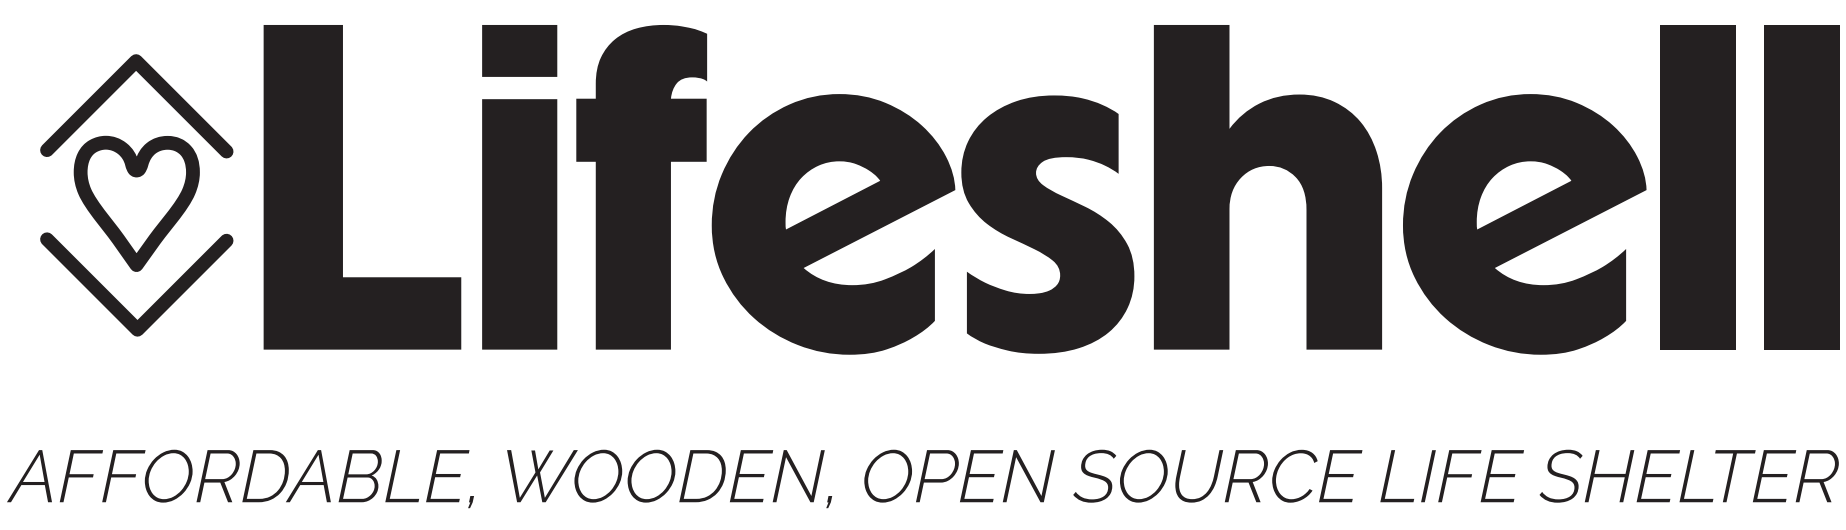 Lifeshell
AFFORDABLE, WOODEN, OPEN SOURCE LIFE SHELTER